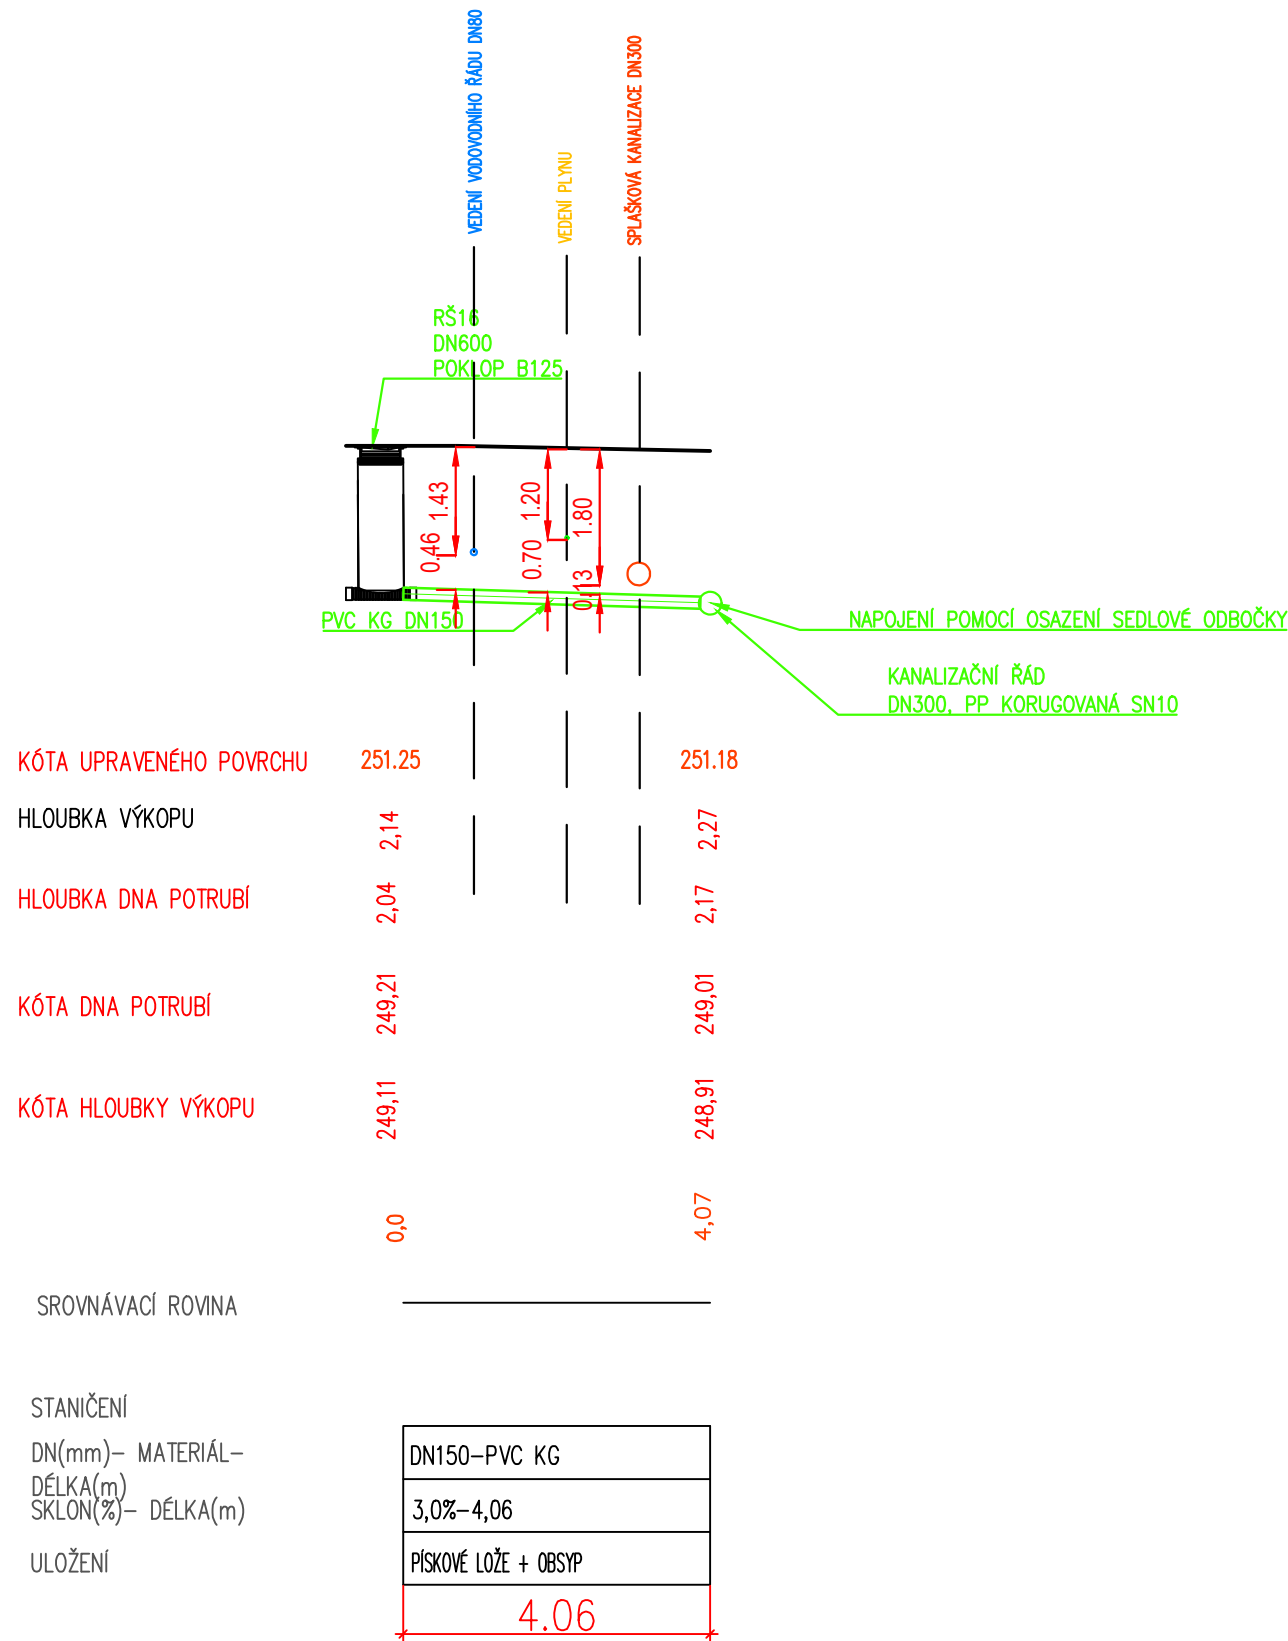 VEDENÍ VODOVODNÍHO ŘÁDU DN80
VEDENÍ PLYNU
SPLAŠKOVÁ KANALIZACE DN300
RŠ16
DN600
POKLOP B125
1.43
0.46
1.20
0.70
1.80
0.13
PVC KG DN150
NAPOJENÍ POMOCÍ OSAZENÍ SEDLOVÉ ODBOČKY
KANALIZAČNÍ ŘÁD
DN300, PP KORUGOVANÁ SN10
KÓTA UPRAVENÉHO POVRCHU 251.25 251.18
HLOUBKA VÝKOPU 2,14 2,27
HLOUBKA DNA POTRUBÍ 2,04 2,17
KÓTA DNA POTRUBÍ 249,21 249,01
KÓTA HLOUBKY VÝKOPU 249,11 248,91
0,0 4,07
SROVNÁVACÍ ROVINA
STANIČENÍ
DN(mm)- MATERIÁL-
DÉLKA(m)
DN150-PVC KG
SKLON(%)- DÉLKA(m) 3,0%-4,06
ULOŽENÍ PÍSKOVÉ LOŽE + OBSYP
4.06